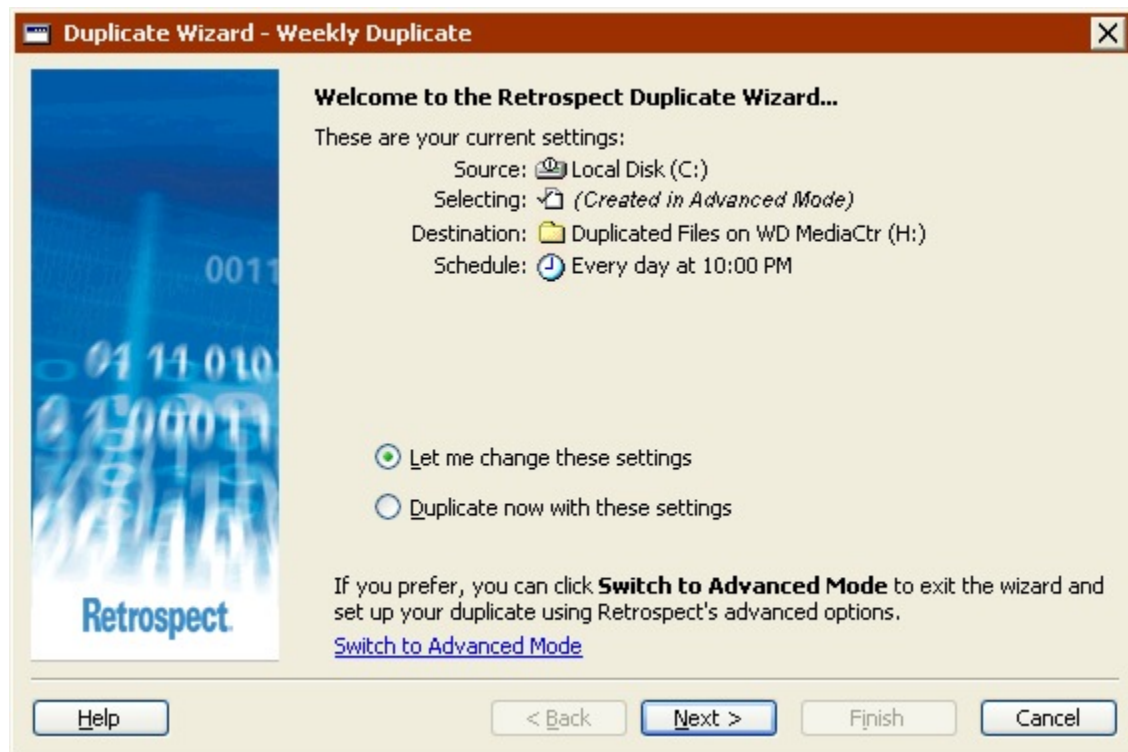 Duplicate Wizard - Weekly Duplicate
Welcome to the Retrospect Duplicate Wizard...
These are your current settings:
Source: Local Disk (C:)
Selecting: (Created in Advanced Mode)
Destination: Duplicated Files on WD MediaCtr (H:)
Schedule: Every day at 10:00 PM
0011
01 11 010
0 1 00011
Let me change these settings
Duplicate now with these settings
Retrospect.
If you prefer, you can click Switch to Advanced Mode to exit the wizard and
set up your duplicate using Retrospect's advanced options.
Switch to Advanced Mode
Help
< Back
Next >
Finish
Cancel